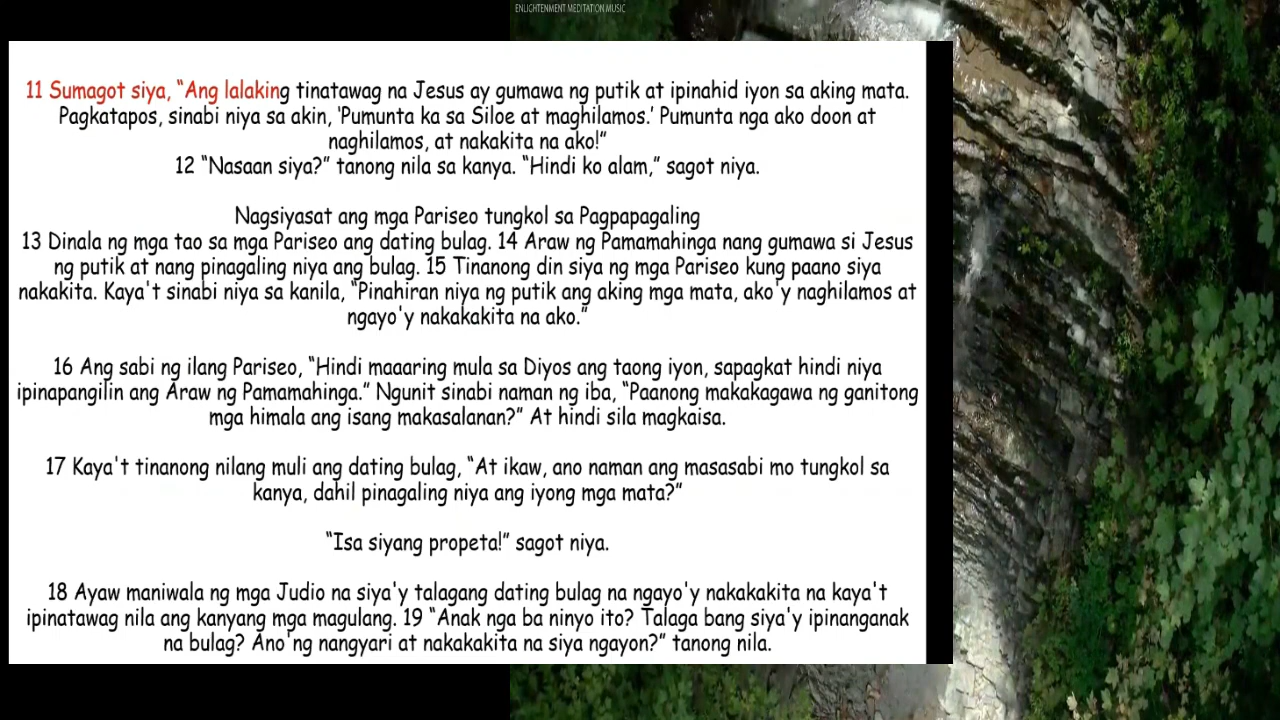 ENLIGHTENMENT MEDITATION MUSIC
11 Sumagot siya, “Ang lalaking tinatawag na Jesus ay gumawa ng putik at ipinahid iyon sa aking mata.
Pagkatapos, sinabi niya sa akin, ‘Pumunta ka sa Siloe at maghilamos.’ Pumunta nga ako doon at
naghilamos, at nakakita na ako!”
12 “Nasaan siya?” tanong nila sa kanya. “Hindi ko alam,” sagot niya.
Nagsiyasat ang mga Pariseo tungkol sa Pagpapagaling
13 Dinala ng mga tao sa mga Pariseo ang dating bulag. 14 Araw ng Pamamahinga nang gumawa si Jesus
ng putik at nang pinagaling niya ang bulag. 15 Tinanong din siya ng mga Pariseo kung paano siya
nakakita. Kaya't sinabi niya sa kanila, “Pinahiran niya ng putik ang aking mga mata, ako'y naghilamos at
ngayo'y nakakakita na ako.”
16 Ang sabi ng ilang Pariseo, “Hindi maaaring mula sa Diyos ang taong iyon, sapagkat hindi niya
ipinapangilin ang Araw ng Pamamahinga.” Ngunit sinabi naman ng iba, “Paanong makakagawa ng ganitong
mga himala ang isang makasalanan?” At hindi sila magkaisa.
17 Kaya't tinanong nilang muli ang dating bulag, “At ikaw, ano naman ang masasabi mo tungkol sa
kanya, dahil pinagaling niya ang iyong mga mata?”
“Isa siyang propeta!” sagot niya.
18 Ayaw maniwala ng mga Judio na siya'y talagang dating bulag na ngayo'y nakakakita na kaya't
ipinatawag nila ang kanyang mga magulang. 19 “Anak nga ba ninyo ito? Talaga bang siya'y ipinanganak
na bulag? Ano'ng nangyari at nakakakita na siya ngayon?” tanong nila.